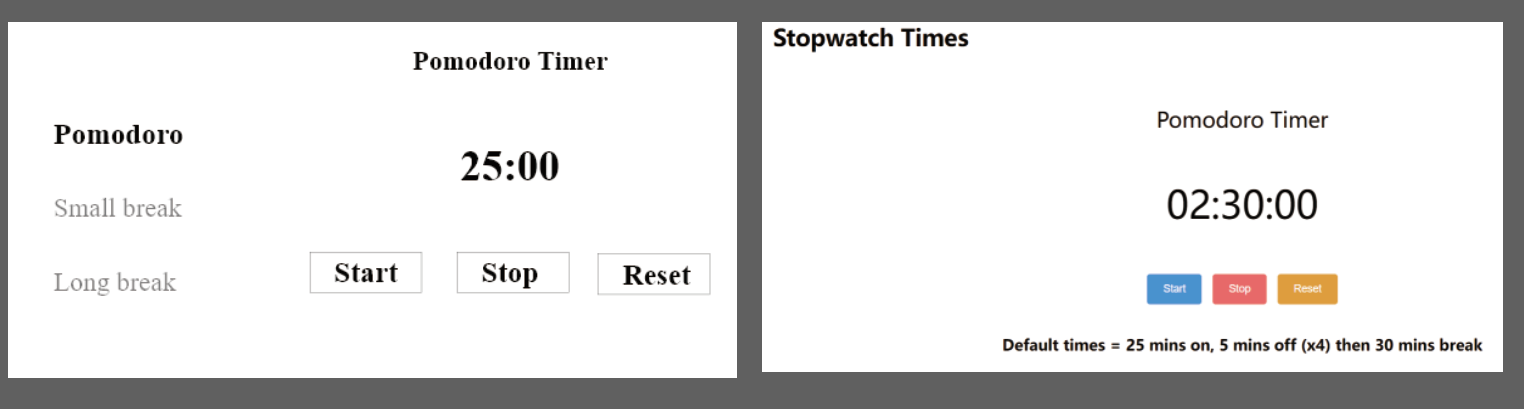 Pomodoro Timer
Pomodoro
25:00
Small break
Long break
Start Stop Reset
Stopwatch Times
Pomodoro Timer
02:30:00
Start Stop Reset
Default times = 25 mins on, 5 mins off (x4) then 30 mins break